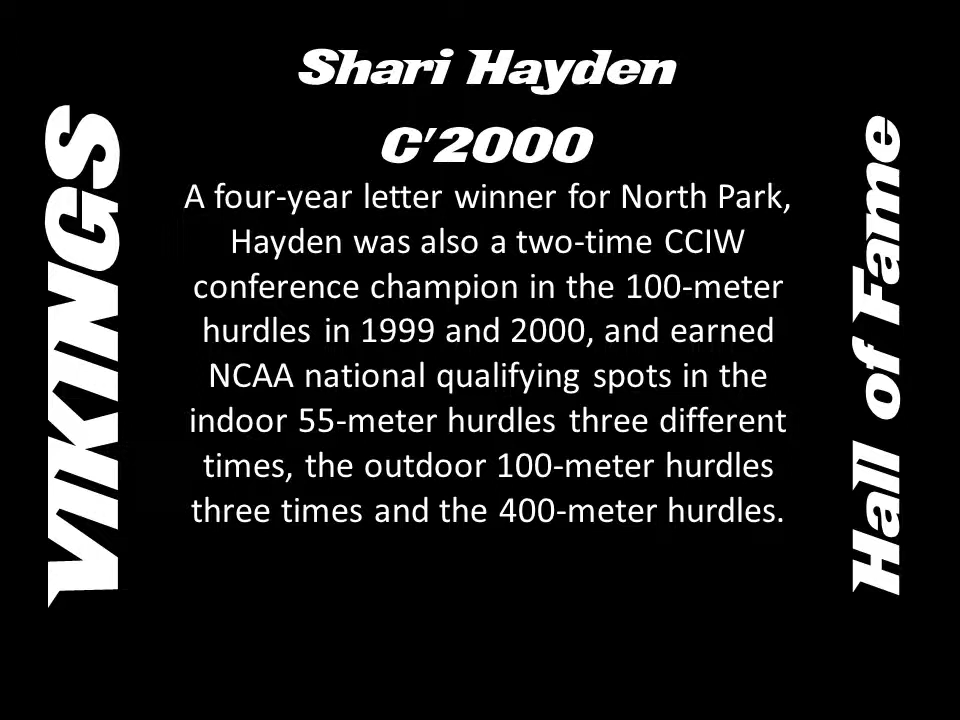 Shari Hayden
C'2000
VIKINGS
A four-year letter winner for North Park,
Hayden was also a two-time CCIW
conference champion in the 100-meter
hurdles in 1999 and 2000, and earned
NCAA national qualifying spots in the
indoor 55-meter hurdles three different
times, the outdoor 100-meter hurdles
three times and the 400-meter hurdles.
Hall of Fame